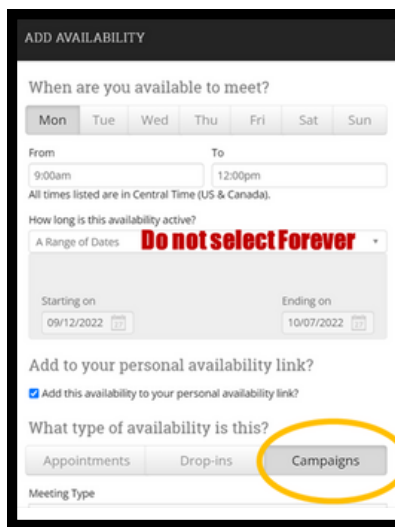 ADD AVAILABILITY
When are you available to meet?
Mon Tue Wed Thu Fri Sat Sun
From To
9:00am 12:00pm
All times listed are in Central Time (US & Canada).
How long is this availability active?
A Range of Dates Do not select Forever
Starting on Ending on
09/12/2022 10/07/2022
Add to your personal availability link?
Add this availability to your personal availability link?
What type of availability is this?
Appointments Drop-ins Campaigns
Meeting Type